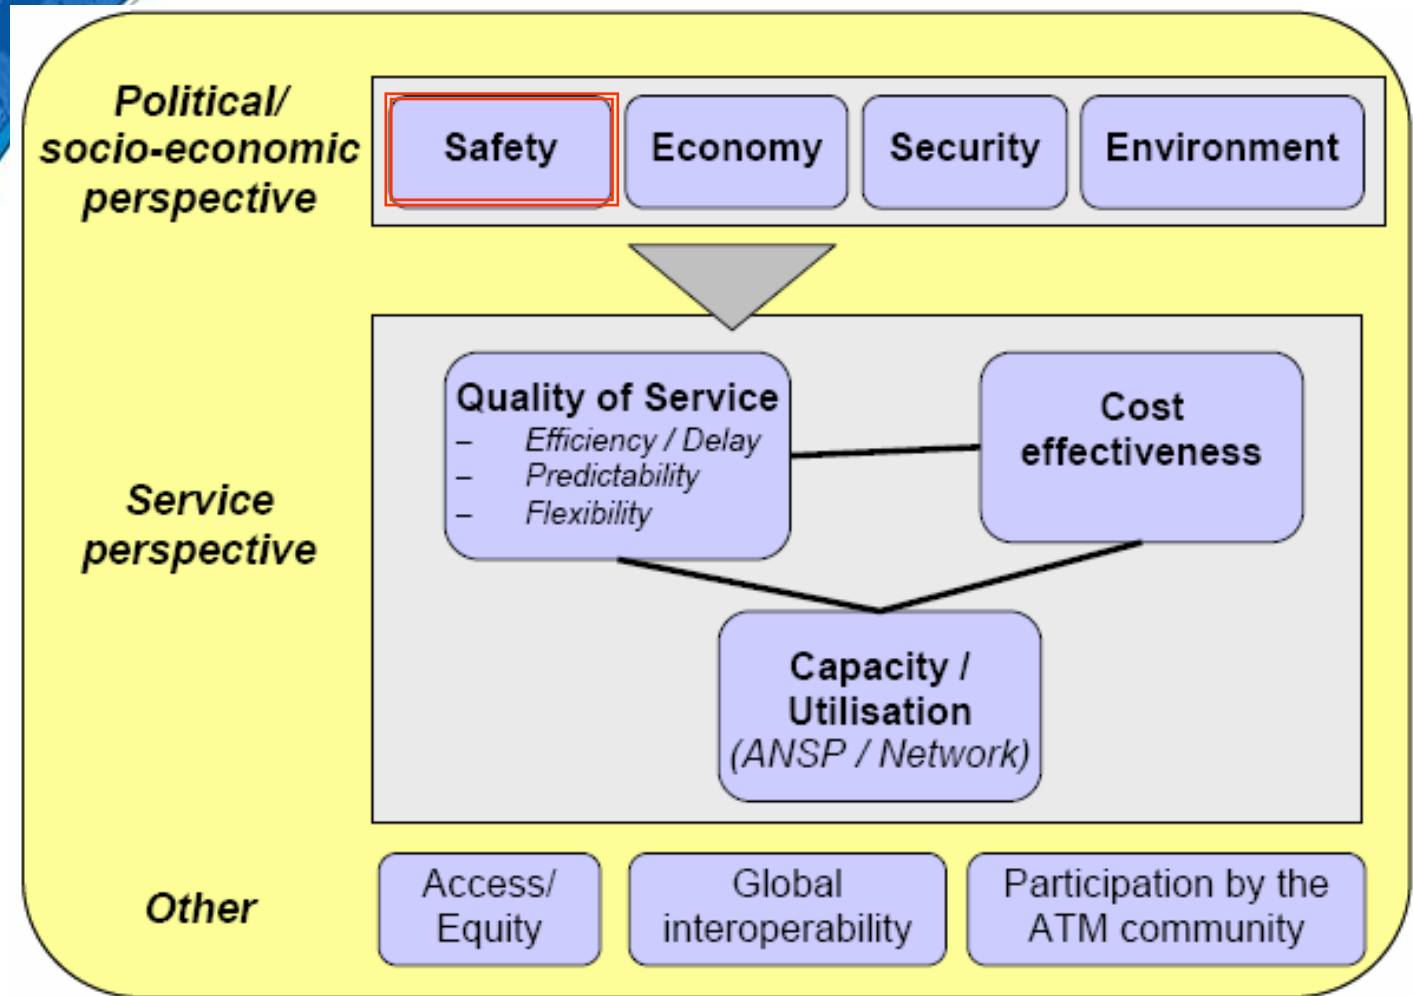 Political/
socio-economic
perspective
Safety
Economy
Security
Environment
Service
perspective
Quality of Service
– Efficiency / Delay
– Predictability
– Flexibility
Cost
effectiveness
Capacity /
Utilisation
(ANSP / Network)
Other
Access/
Equity
Global
interoperability
Participation by the
ATM community